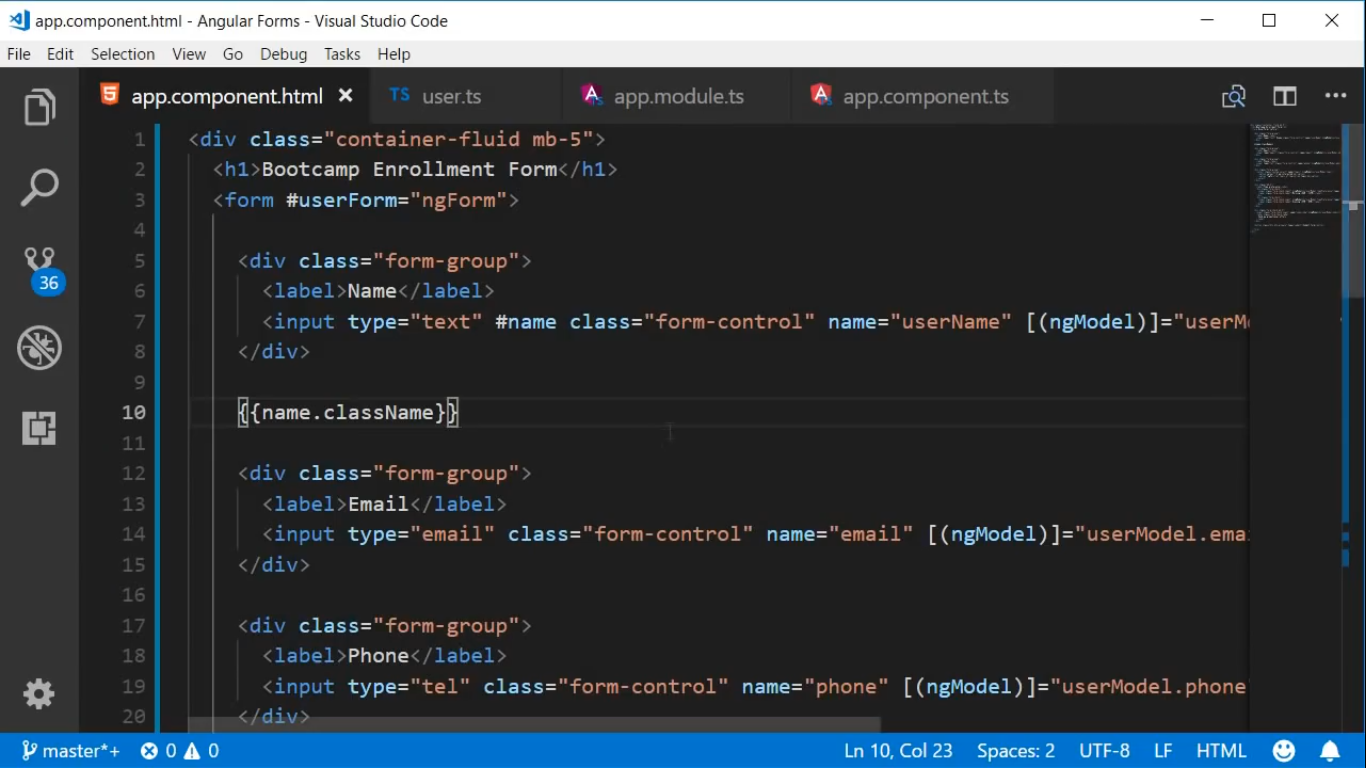 app.component.html - Angular Forms - Visual Studio Code
File Edit Selection View Go Debug Tasks Help
app.component.html TS user.ts app.module.ts app.component.ts
1 <div class="container-fluid mb-5">
2 <h1>Bootcamp Enrollment Form</h1>
3 <form #userForm="ngForm">
4
5 <div class="form-group">
6 <label>Name</label>
7 <input type="text" #name class="form-control" name="userName" [(ngModel)]="userMo
8 </div>
9
10 {{name.className}}
11
12 <div class="form-group">
13 <label>Email</label>
14 <input type="email" class="form-control" name="email" [(ngModel)]="userModel.emai
15 </div>
16
17 <div class="form-group">
18 <label>Phone</label>
19 <input type="tel" class="form-control" name="phone" [(ngModel)]="userModel.phone
20 </div>
36
master*+ 0 0 Ln 10, Col 23 Spaces: 2 UTF-8 LF HTML